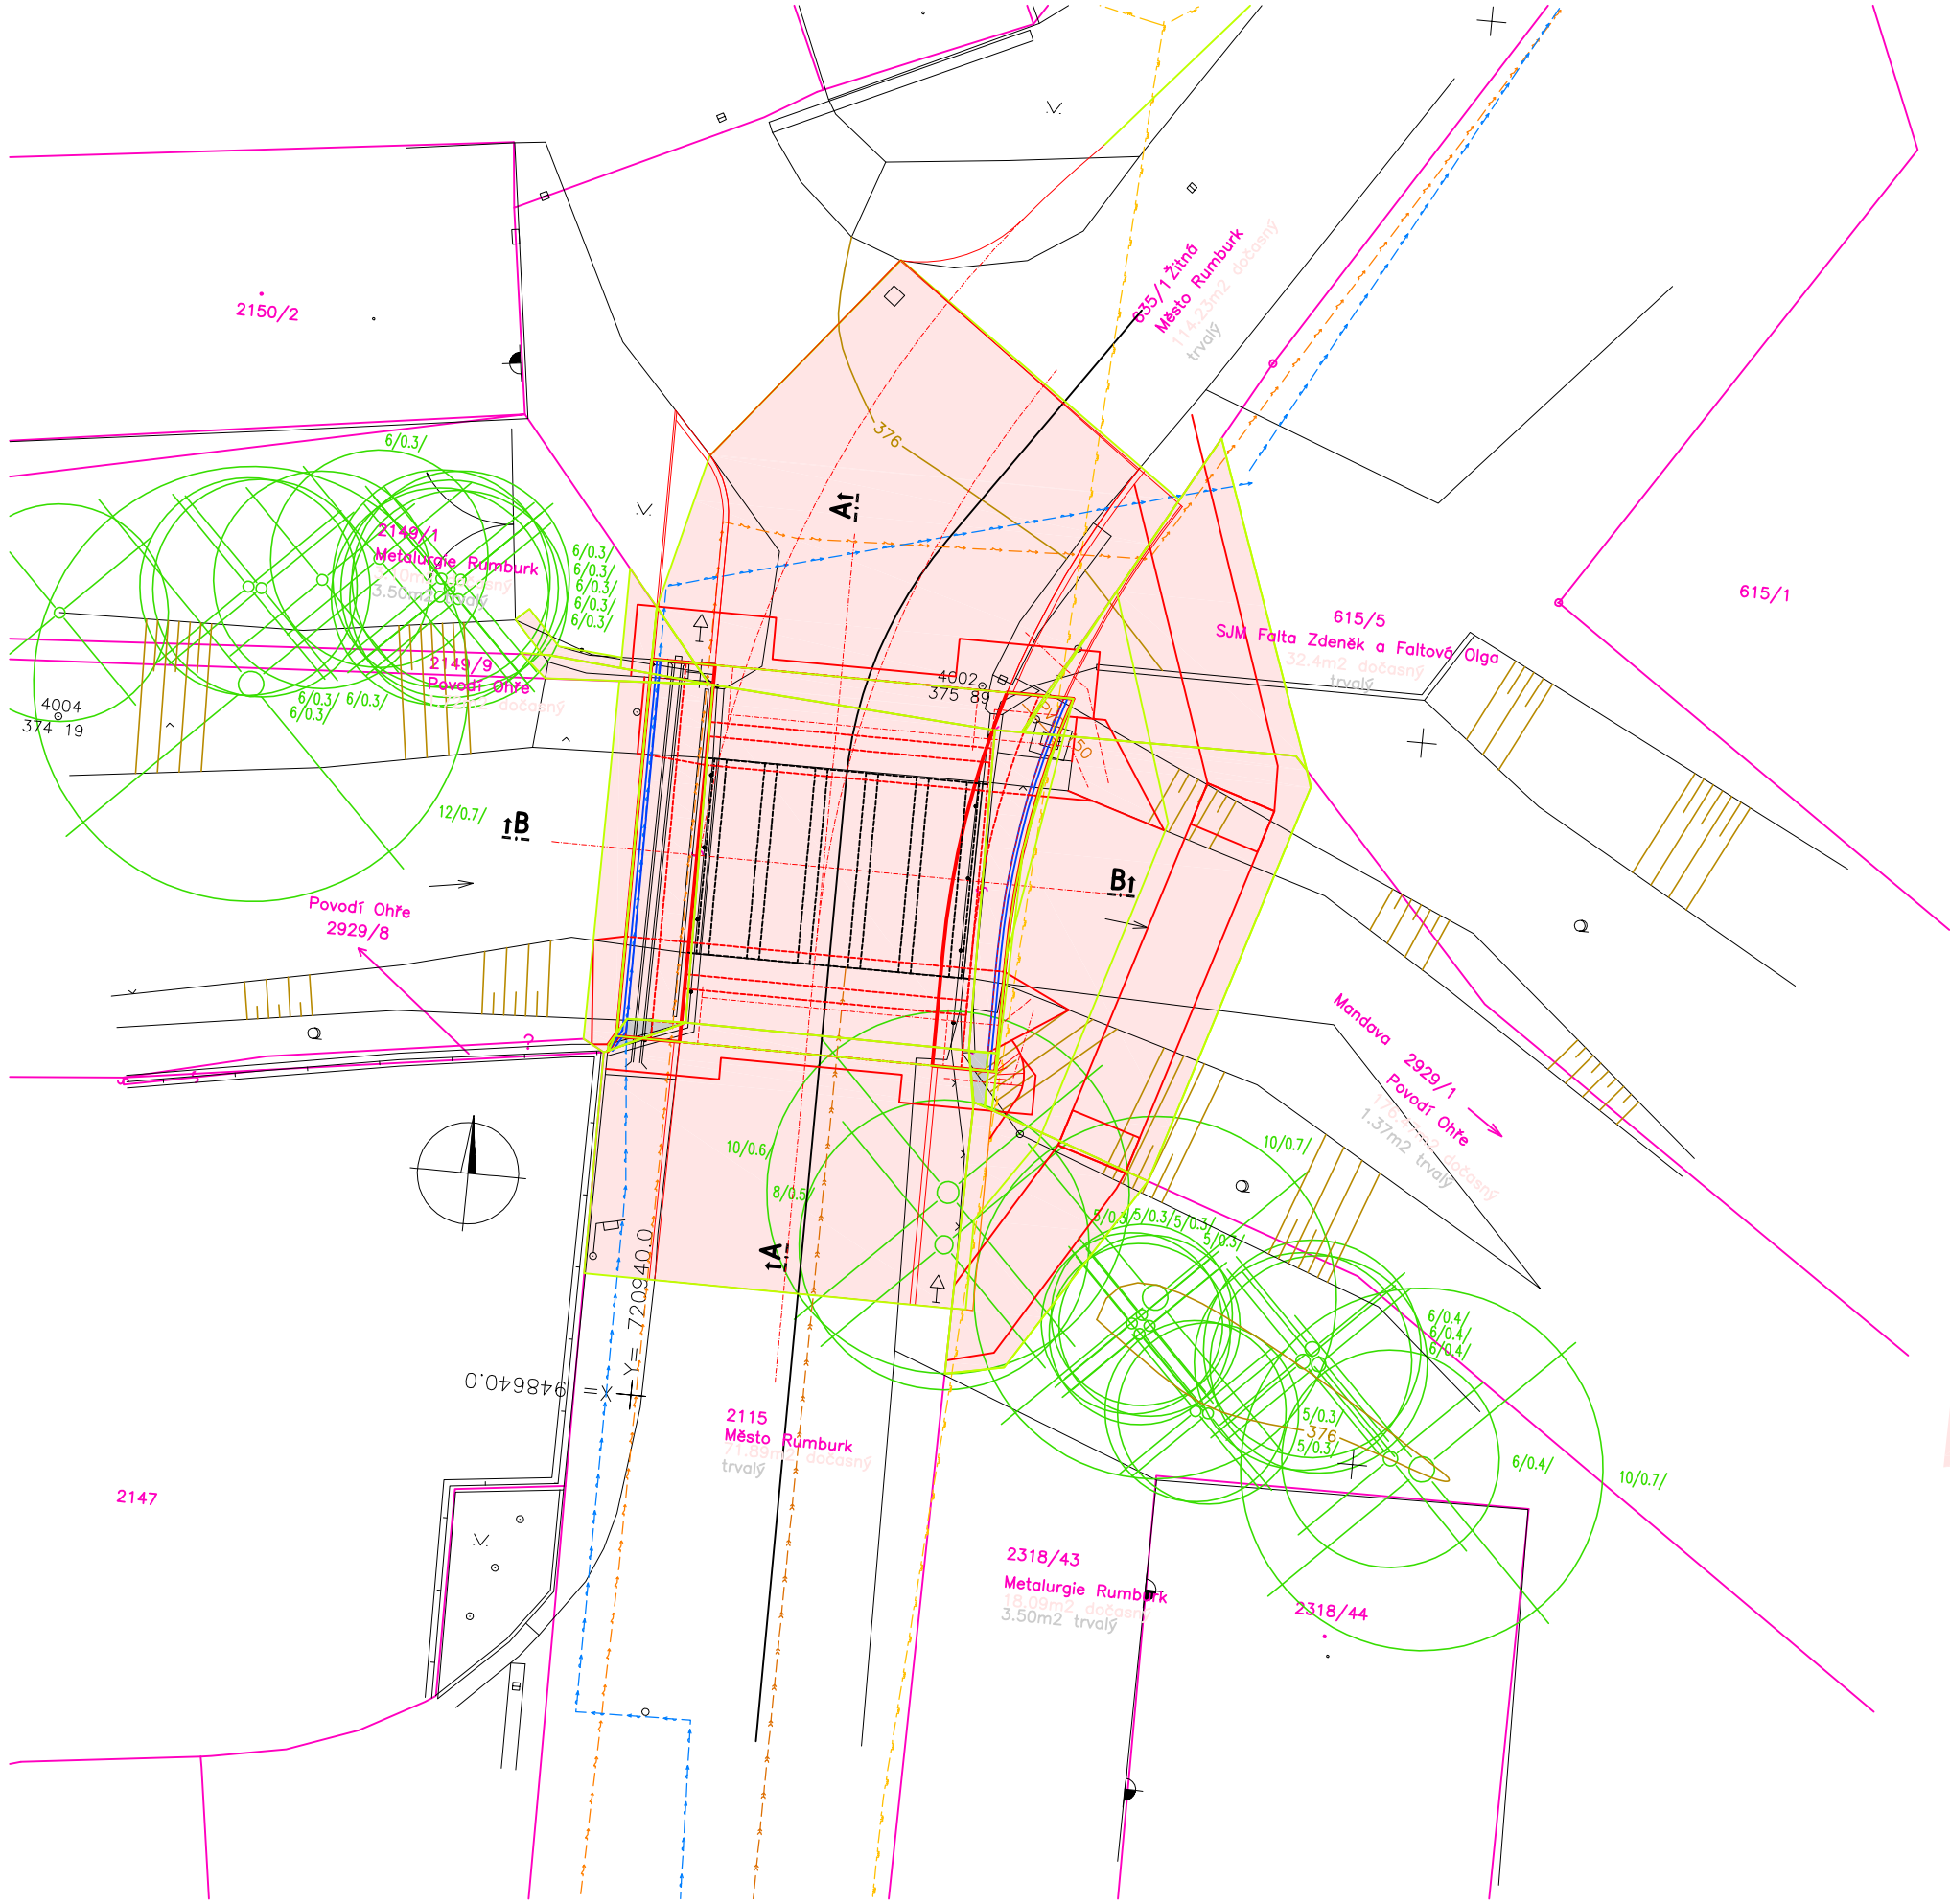 2150/2
635/1 Žitná
Město Rumburk
114.23m2 dočasný
trvalý
6/0.3/
376
A
2149/1
Metalurgie Rumburk
3.50m2 trvalý
6/0.3/
6/0.3/
6/0.3/
6/0.3/
6/0.3/
615/1
615/5
SJM Falta Zdeněk a Faltová Olga
32.4m2 dočasný
trvalý
2149/9
Povodí Ohře
dočasný
4002
375 89
6/0.3/ 6/0.3/
6/0.3/
4004
374 19
50
12/0.7/
B
B
Povodí Ohře
2929/8
Mandava 2929/1
Povodí Ohře
dočasný
1.37m2 trvalý
?
10/0.6/
10/0.7/
8/0.5/
5/0.3/
5/0.3/
5/0.3/
5/0.3/
A
Y= 720940.0
X= 948640.0
6/0.4/
6/0.4/
6/0.4/
2115
Město Rumburk
71.89m2 dočasný
trvalý
5/0.3/
376
5/0.3/
6/0.4/
10/0.7/
2147
2318/43
Metalurgie Rumburk
18.09m2 dočasný
3.50m2 trvalý
2318/44